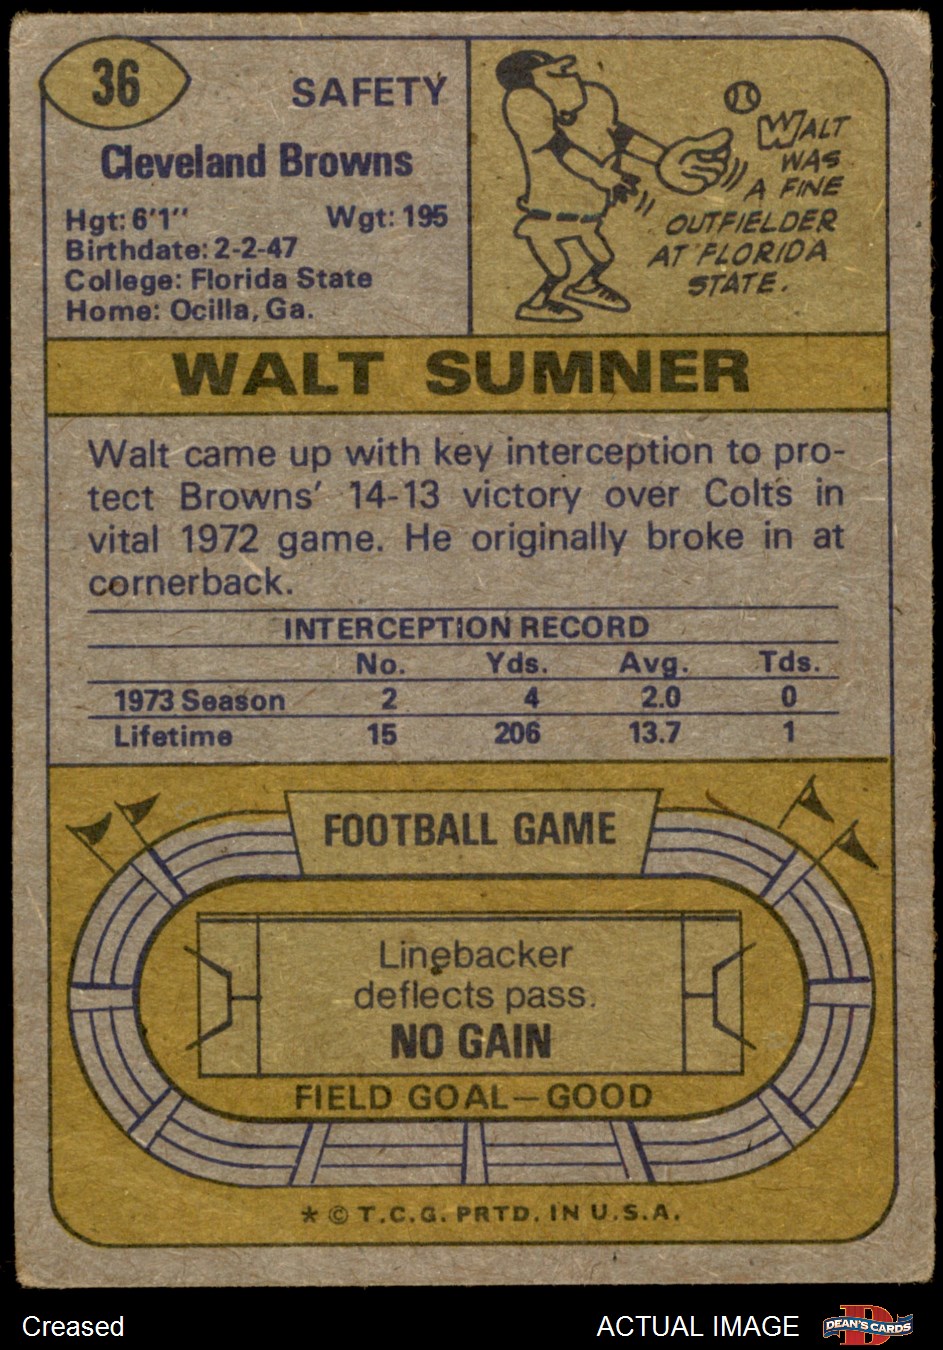 36
SAFETY
Cleveland Browns
Hgt: 6'1" Wgt: 195
Birthdate: 2-2-47
College: Florida State
Home: Ocilla, Ga.
WALT
WAS
A FINE
OUTFIELDER
AT FLORIDA
STATE.
WALT SUMNER
Walt came up with key interception to pro-
tect Browns' 14-13 victory over Colts in
vital 1972 game. He originally broke in at
cornerback.
INTERCEPTION RECORD
No. Yds. Avg. Tds.
1973 Season 2 4 2.0 0
Lifetime 15 206 13.7 1
FOOTBALL GAME
Linebacker
deflects pass.
NO GAIN
FIELD GOAL—GOOD
* © T.C.G. PRTD. IN U.S.A.
Creased
ACTUAL IMAGE
DEAN'S CARDS